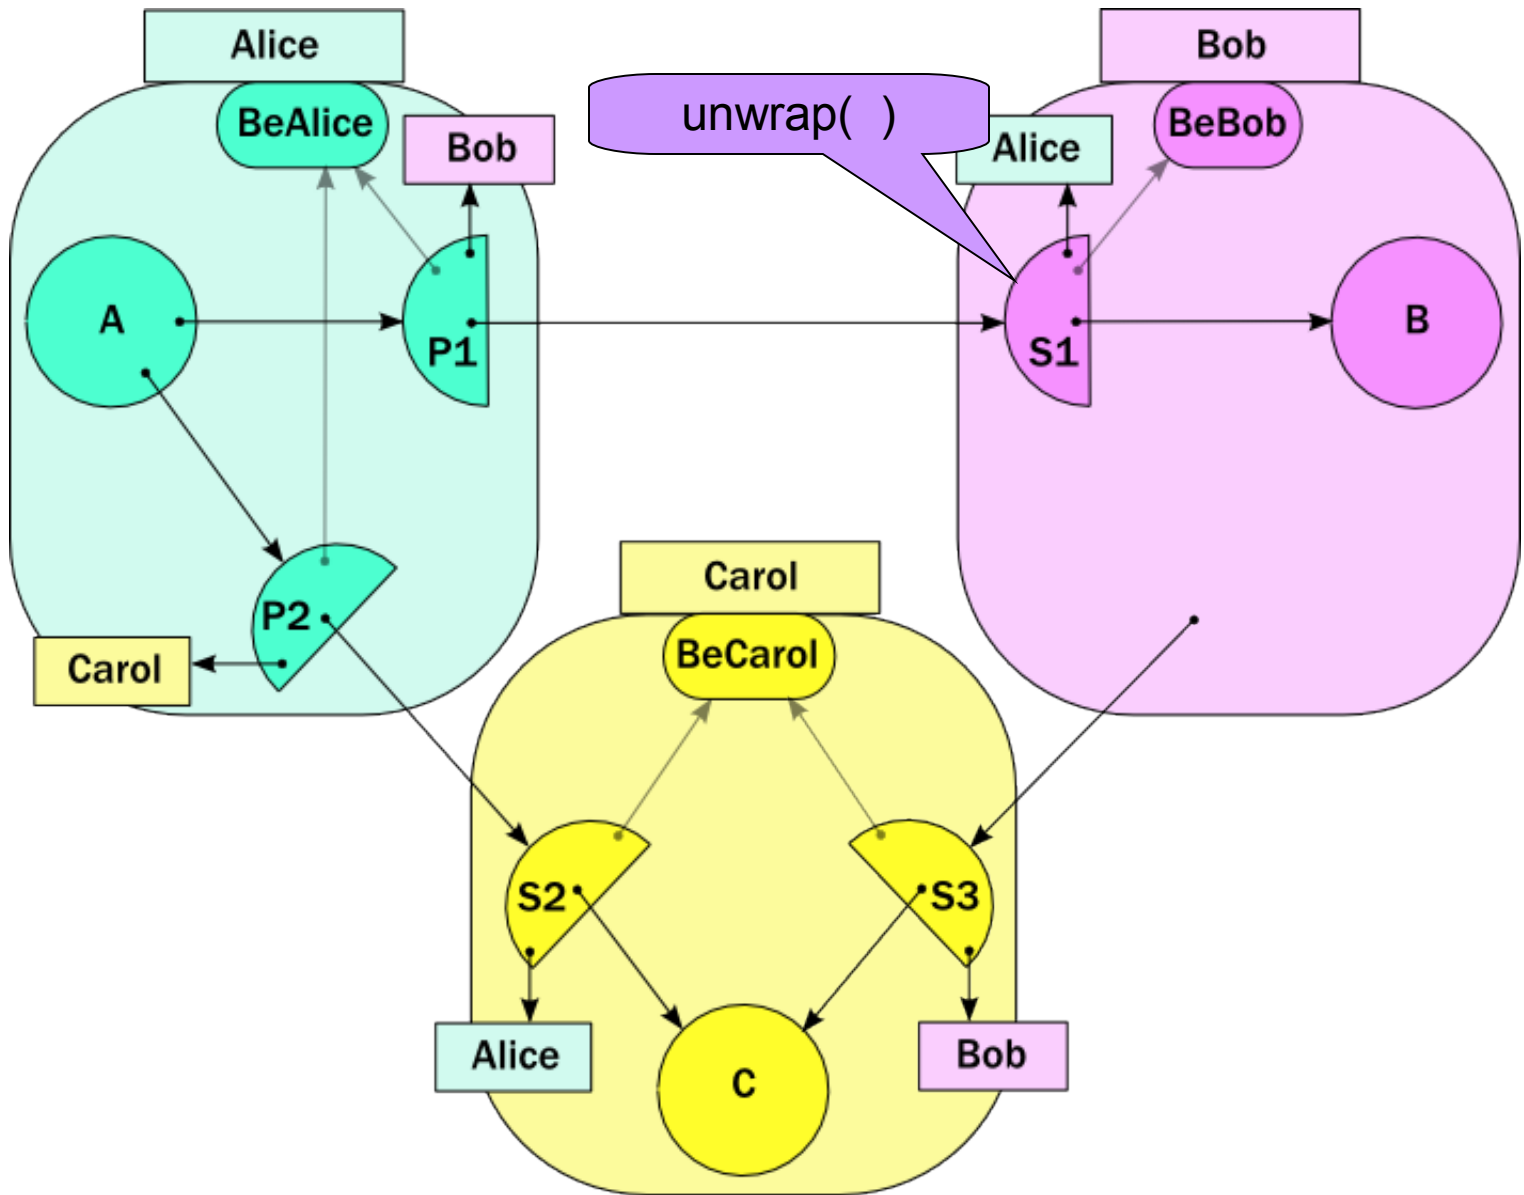 Alice
Bob
BeAlice
unwrap(  )
BeBob
Bob
Alice
A
B
P1
S1
Carol
P2
BeCarol
Carol
S2
S3
Alice
Bob
C